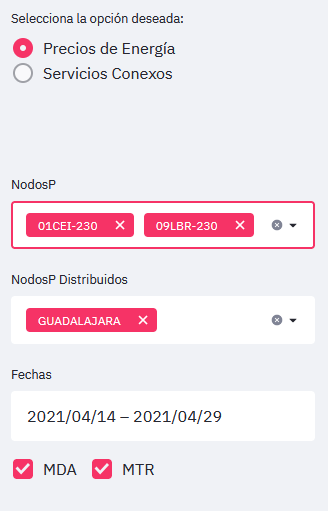 Selecciona la opción deseada:
Precios de Energía
Servicios Conexos
NodosP
01CEI-230 09LBR-230
NodosP Distribuidos
GUADALAJARA
Fechas
2021/04/14 – 2021/04/29
MDA MTR